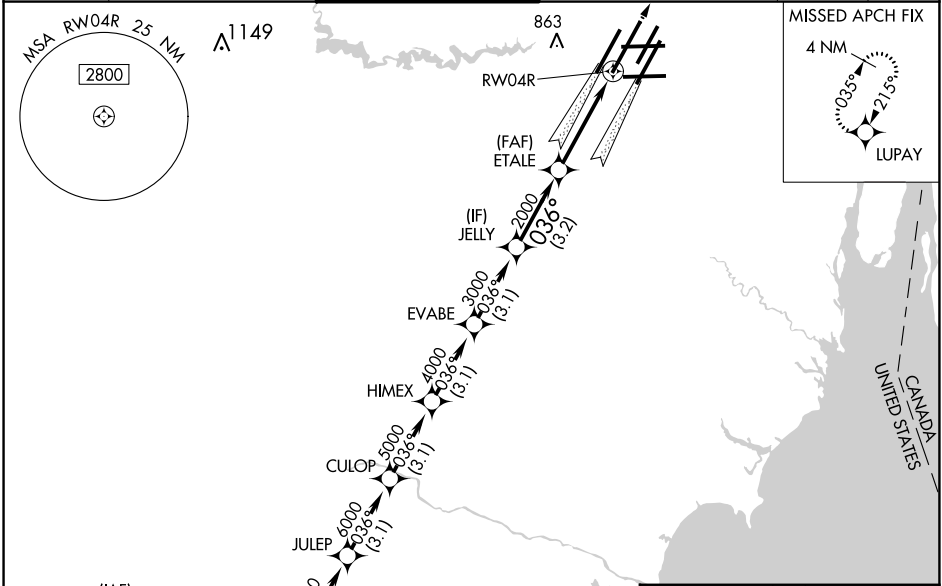 MSA RW04R 25 NM
2800
1149
863
RW04R
MISSED APCH FIX
4 NM
035°
215°
LUPAY
(FAF)
ETALE
2000
036°
(3.2)
(IF)
JELLY
3000
036°
(3.1)
EVABE
4000
036°
(3.1)
HIMEX
5000
036°
(3.1)
CULOP
6000
036°
(3.1)
JULEP
CANADA
UNITED STATES